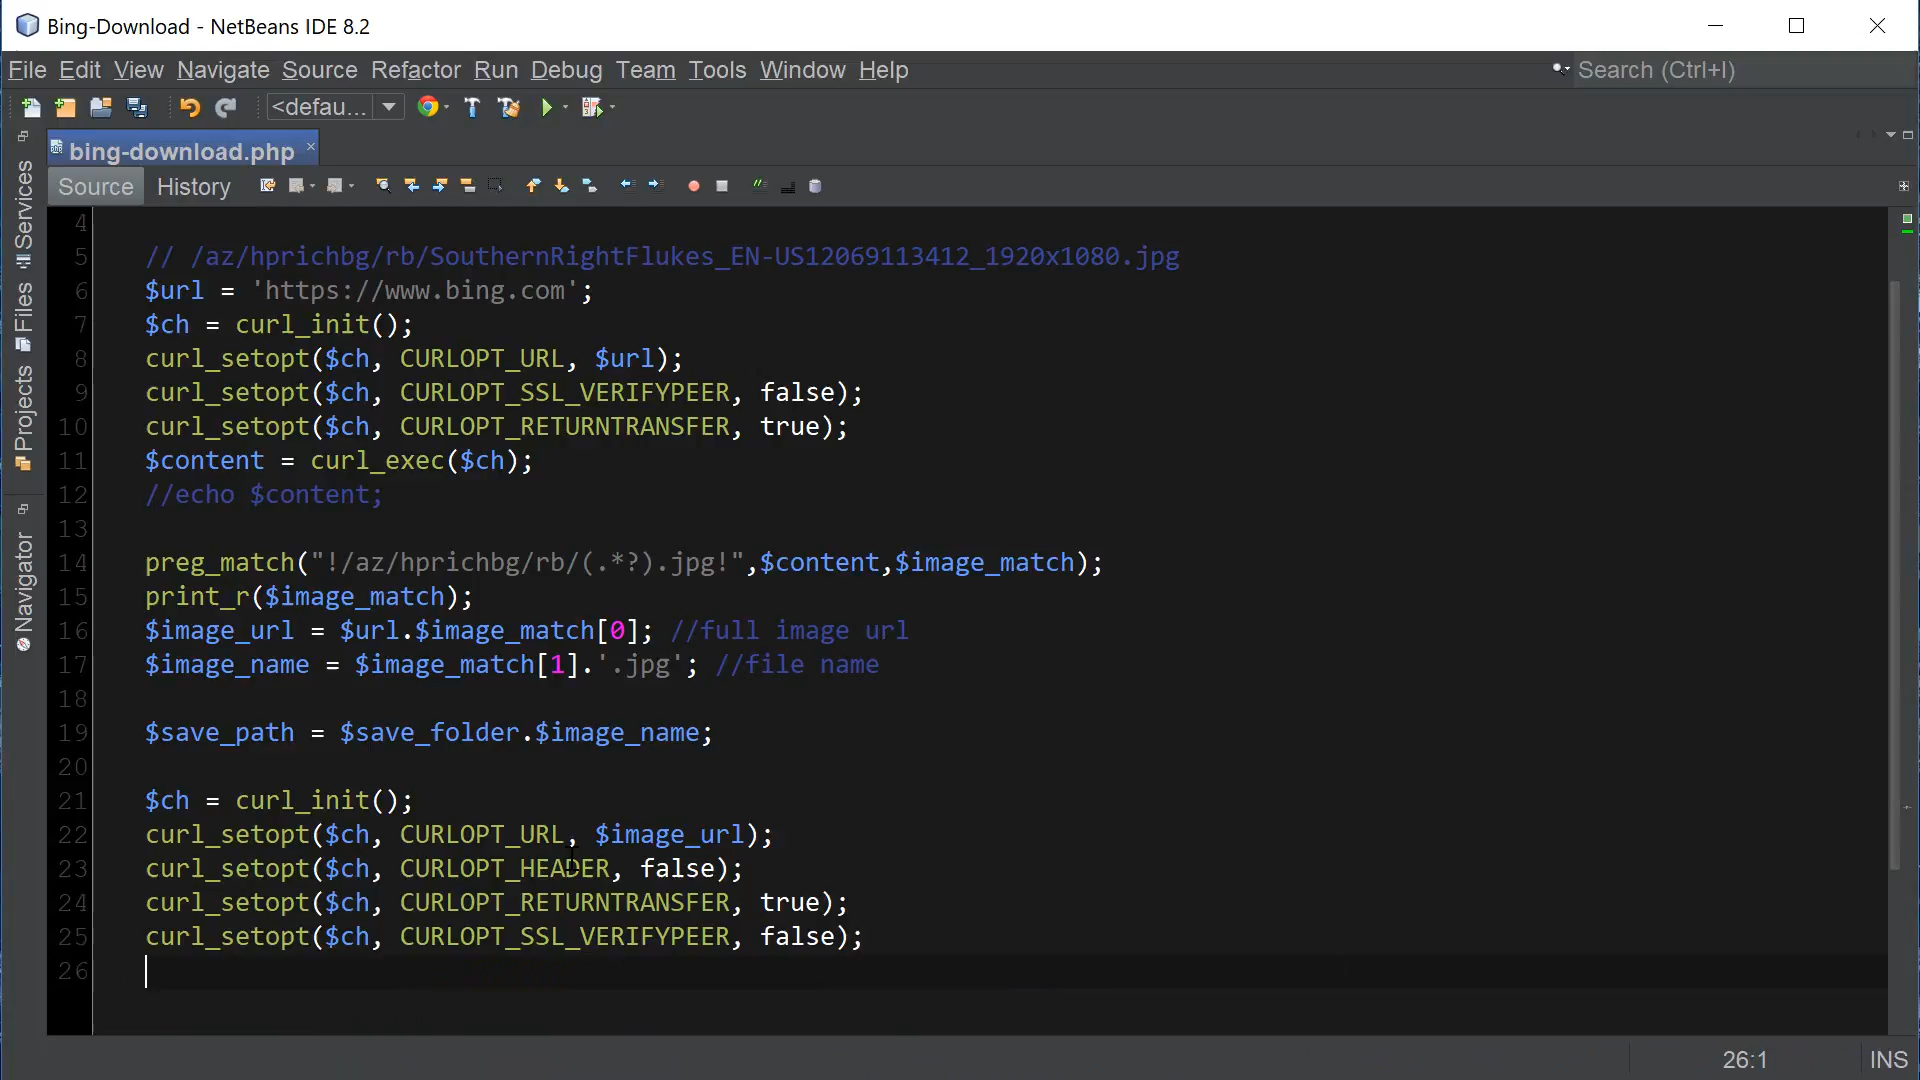 Bing-Download - NetBeans IDE 8.2
File Edit View Navigate Source Refactor Run Debug Team Tools Window Help
Search (Ctrl+I)
<defau...
bing-download.php
Source History
Services
Files
Projects
Navigator
4
5 // /az/hprichbg/rb/SouthernRightFlukes_EN-US12069113412_1920x1080.jpg
6 $url = 'https://www.bing.com';
7 $ch = curl_init();
8 curl_setopt($ch, CURLOPT_URL, $url);
9 curl_setopt($ch, CURLOPT_SSL_VERIFYPEER, false);
10 curl_setopt($ch, CURLOPT_RETURNTRANSFER, true);
11 $content = curl_exec($ch);
12 //echo $content;
13
14 preg_match("!/az/hprichbg/rb/(.*?).jpg!",$content,$image_match);
15 print_r($image_match);
16 $image_url = $url.$image_match[0]; //full image url
17 $image_name = $image_match[1].'.jpg'; //file name
18
19 $save_path = $save_folder.$image_name;
20
21 $ch = curl_init();
22 curl_setopt($ch, CURLOPT_URL, $image_url);
23 curl_setopt($ch, CURLOPT_HEADER, false);
24 curl_setopt($ch, CURLOPT_RETURNTRANSFER, true);
25 curl_setopt($ch, CURLOPT_SSL_VERIFYPEER, false);
26
26:1 INS